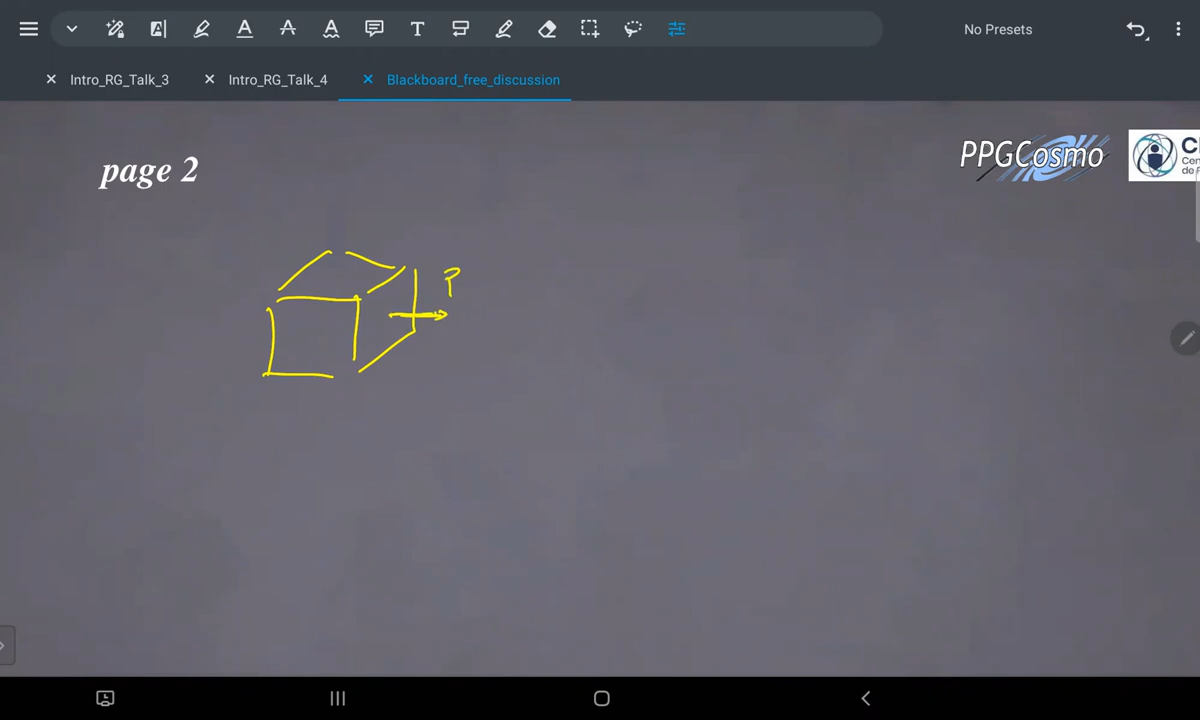 No Presets
Intro_RG_Talk_3
Intro_RG_Talk_4
Blackboard_free_discussion
page 2
PPGCosmo
P